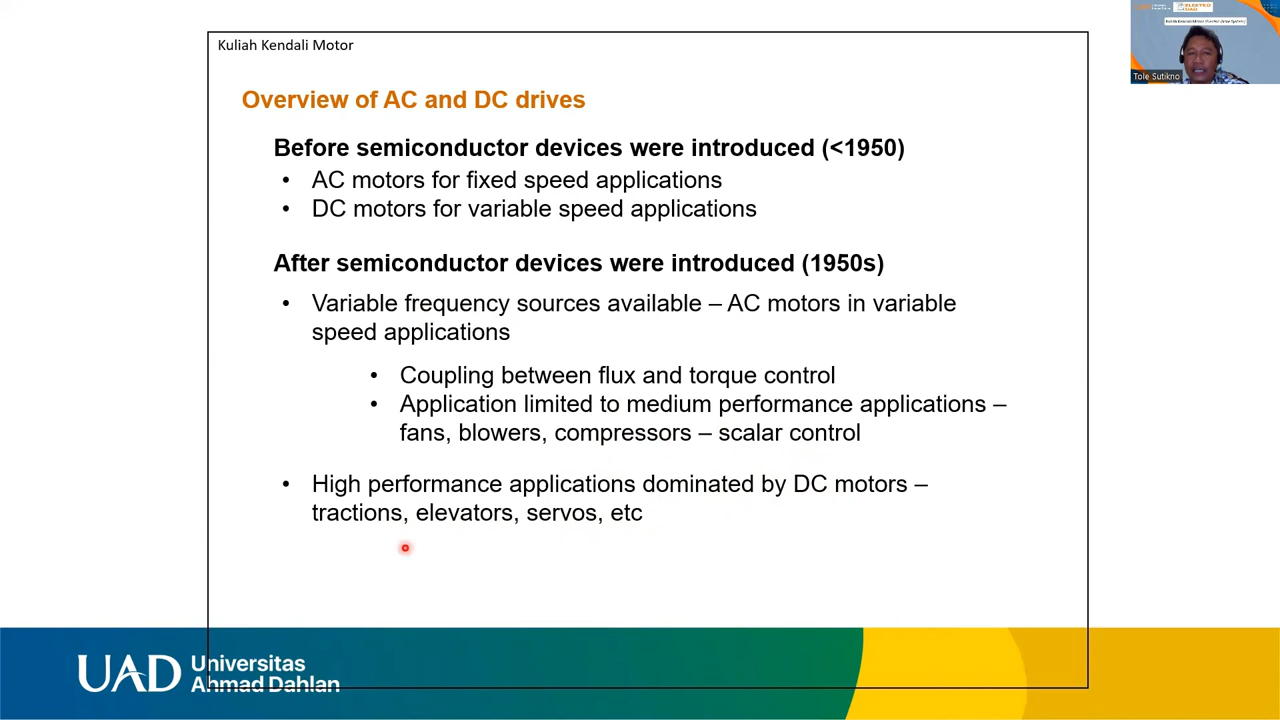 Kuliah Kendali Motor
Overview of AC and DC drives
Before semiconductor devices were introduced (<1950)
• AC motors for fixed speed applications
• DC motors for variable speed applications
After semiconductor devices were introduced (1950s)
• Variable frequency sources available – AC motors in variable
speed applications
• Coupling between flux and torque control
• Application limited to medium performance applications –
fans, blowers, compressors – scalar control
• High performance applications dominated by DC motors –
tractions, elevators, servos, etc
UAD Universitas
Ahmad Dahlan
Tole Sutikno